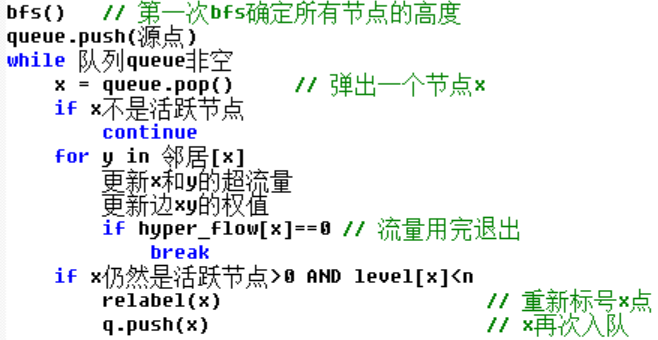 bfs()   // 第一次bfs确定所有节点的高度
queue.push(源点)
while 队列queue非空
    x = queue.pop()     // 弹出一个节点x
    if x不是活跃节点
        continue
    for y in 邻居[x]
        更新x和y的超流量
        更新边xy的权值
        if hyper_flow[x]==0 // 流量用完退出
            break
    if x仍然是活跃节点>0 AND level[x]<n
        relabel(x)                      // 重新标号x点
        q.push(x)                       // x再次入队